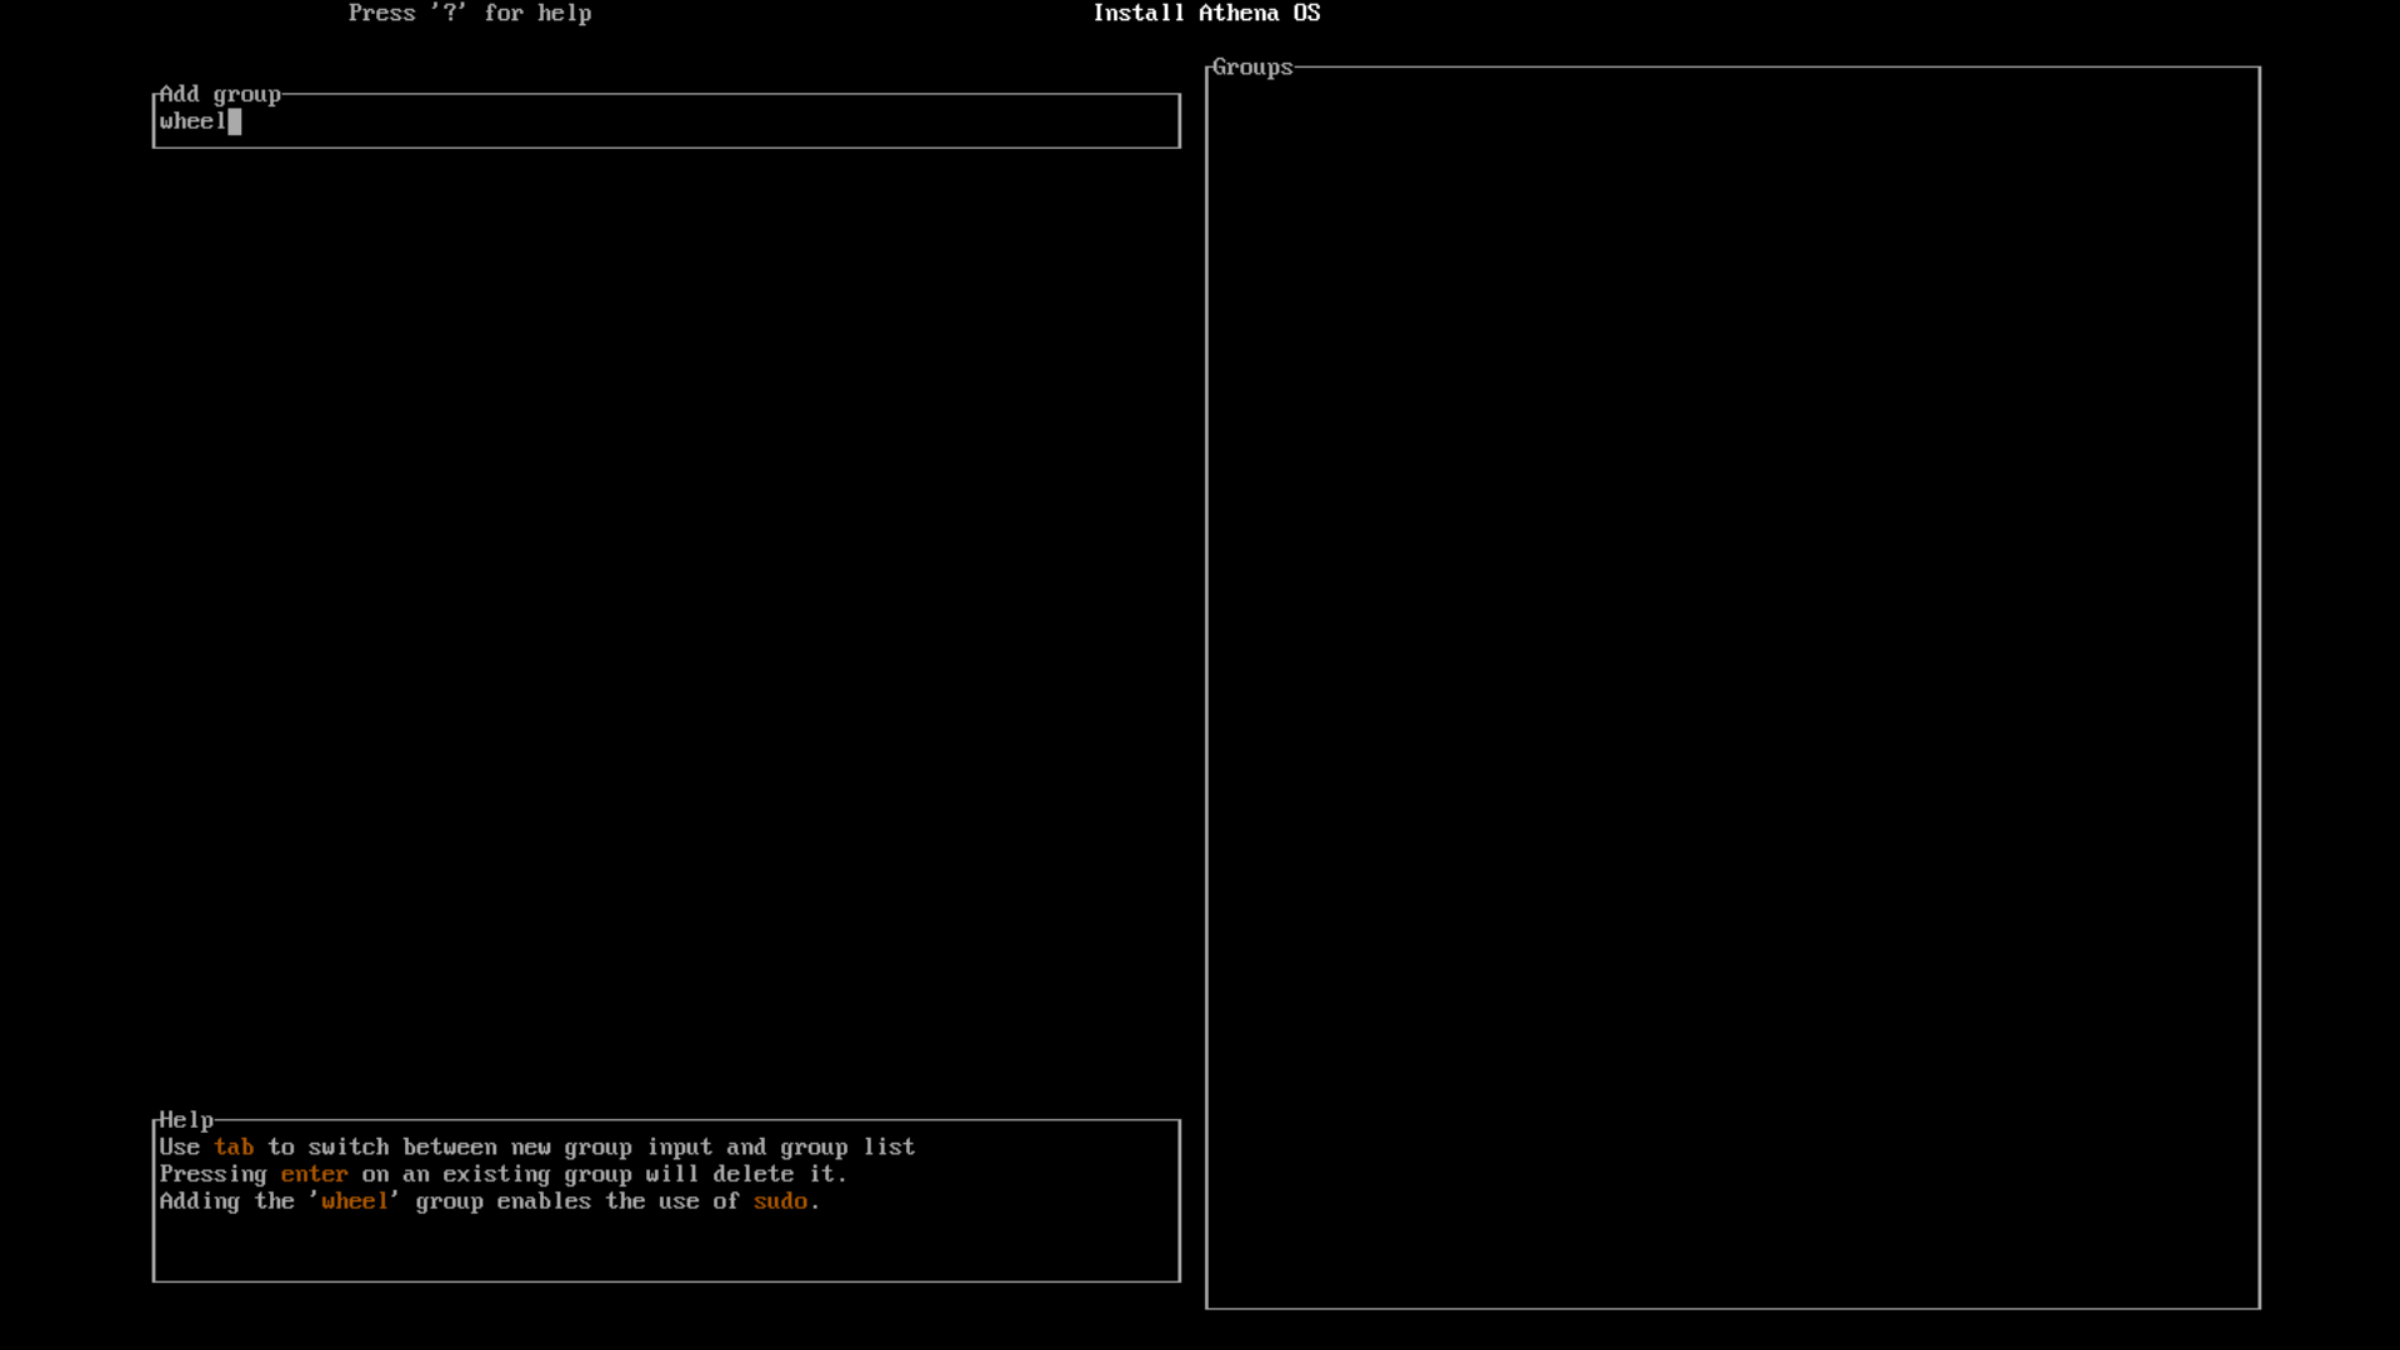 Press '?' for help
Install Athena OS
Add group
wheel
Groups
Help
Use tab to switch between new group input and group list
Pressing enter on an existing group will delete it.
Adding the 'wheel' group enables the use of sudo.